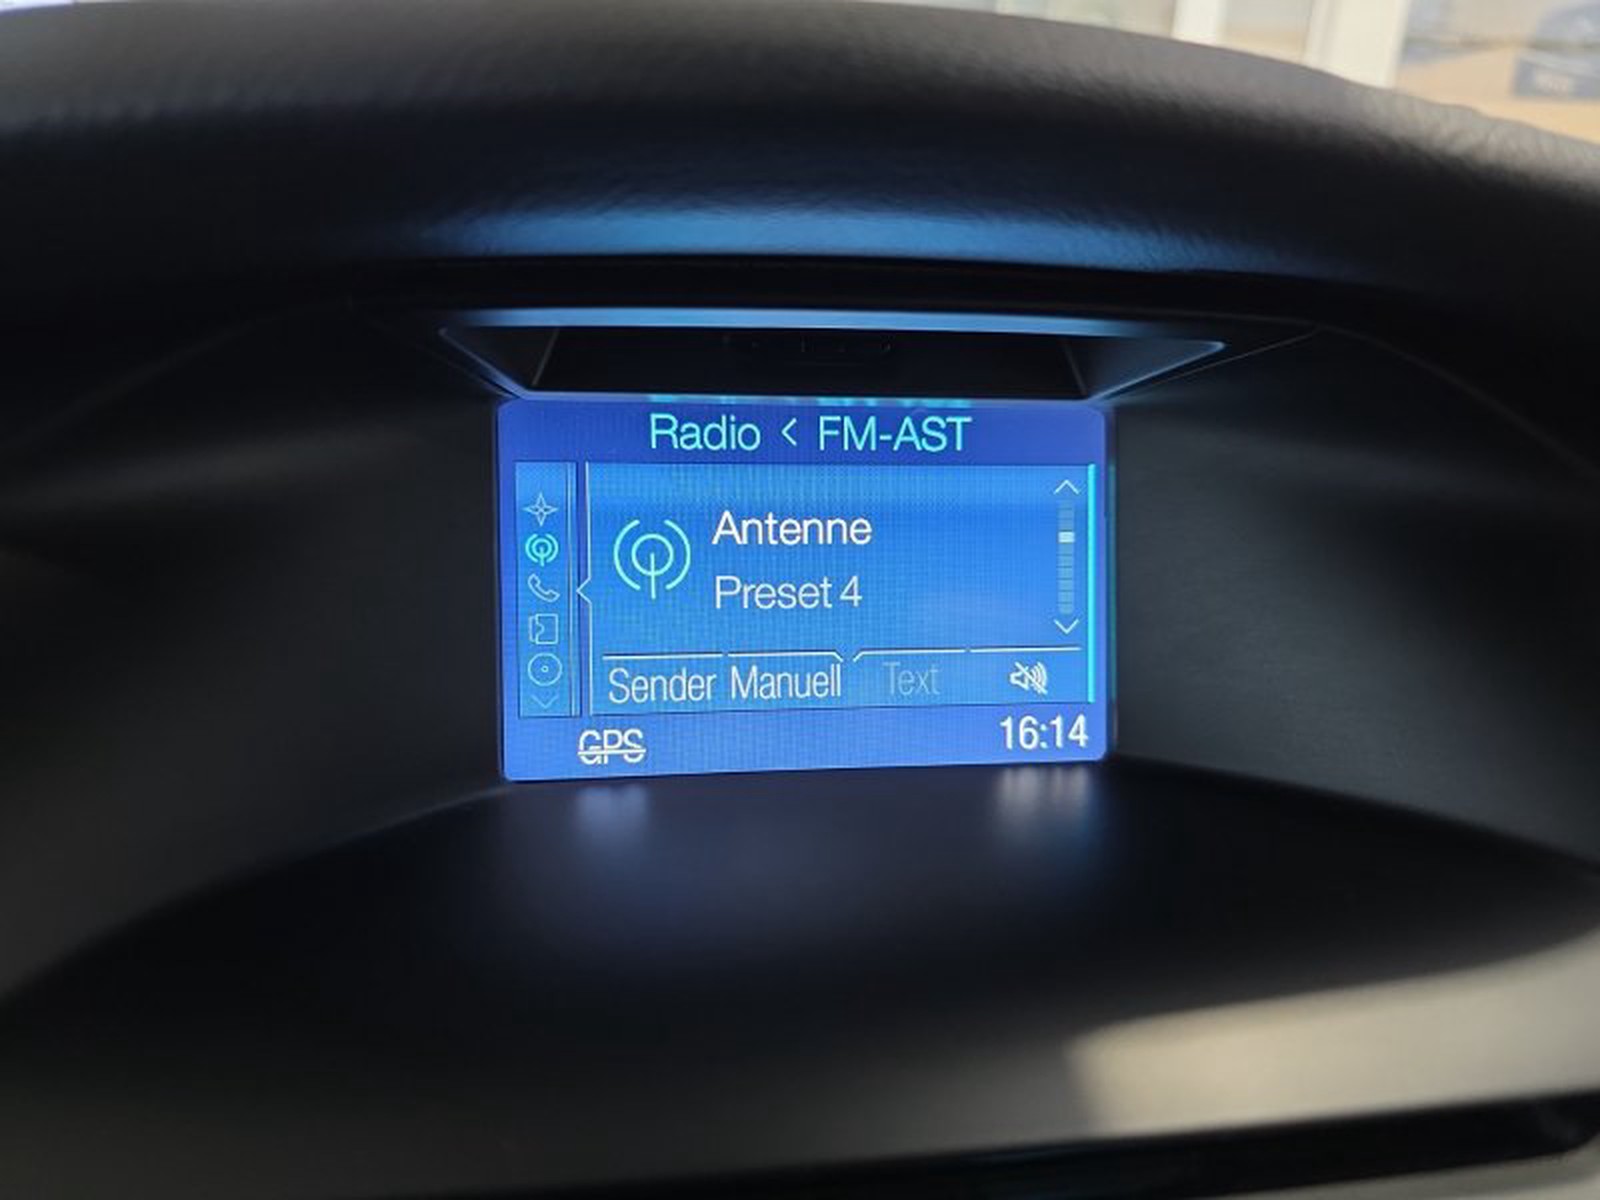 Radio < FM-AST
Antenne
Preset 4
Sender Manuell Text
GPS 16:14